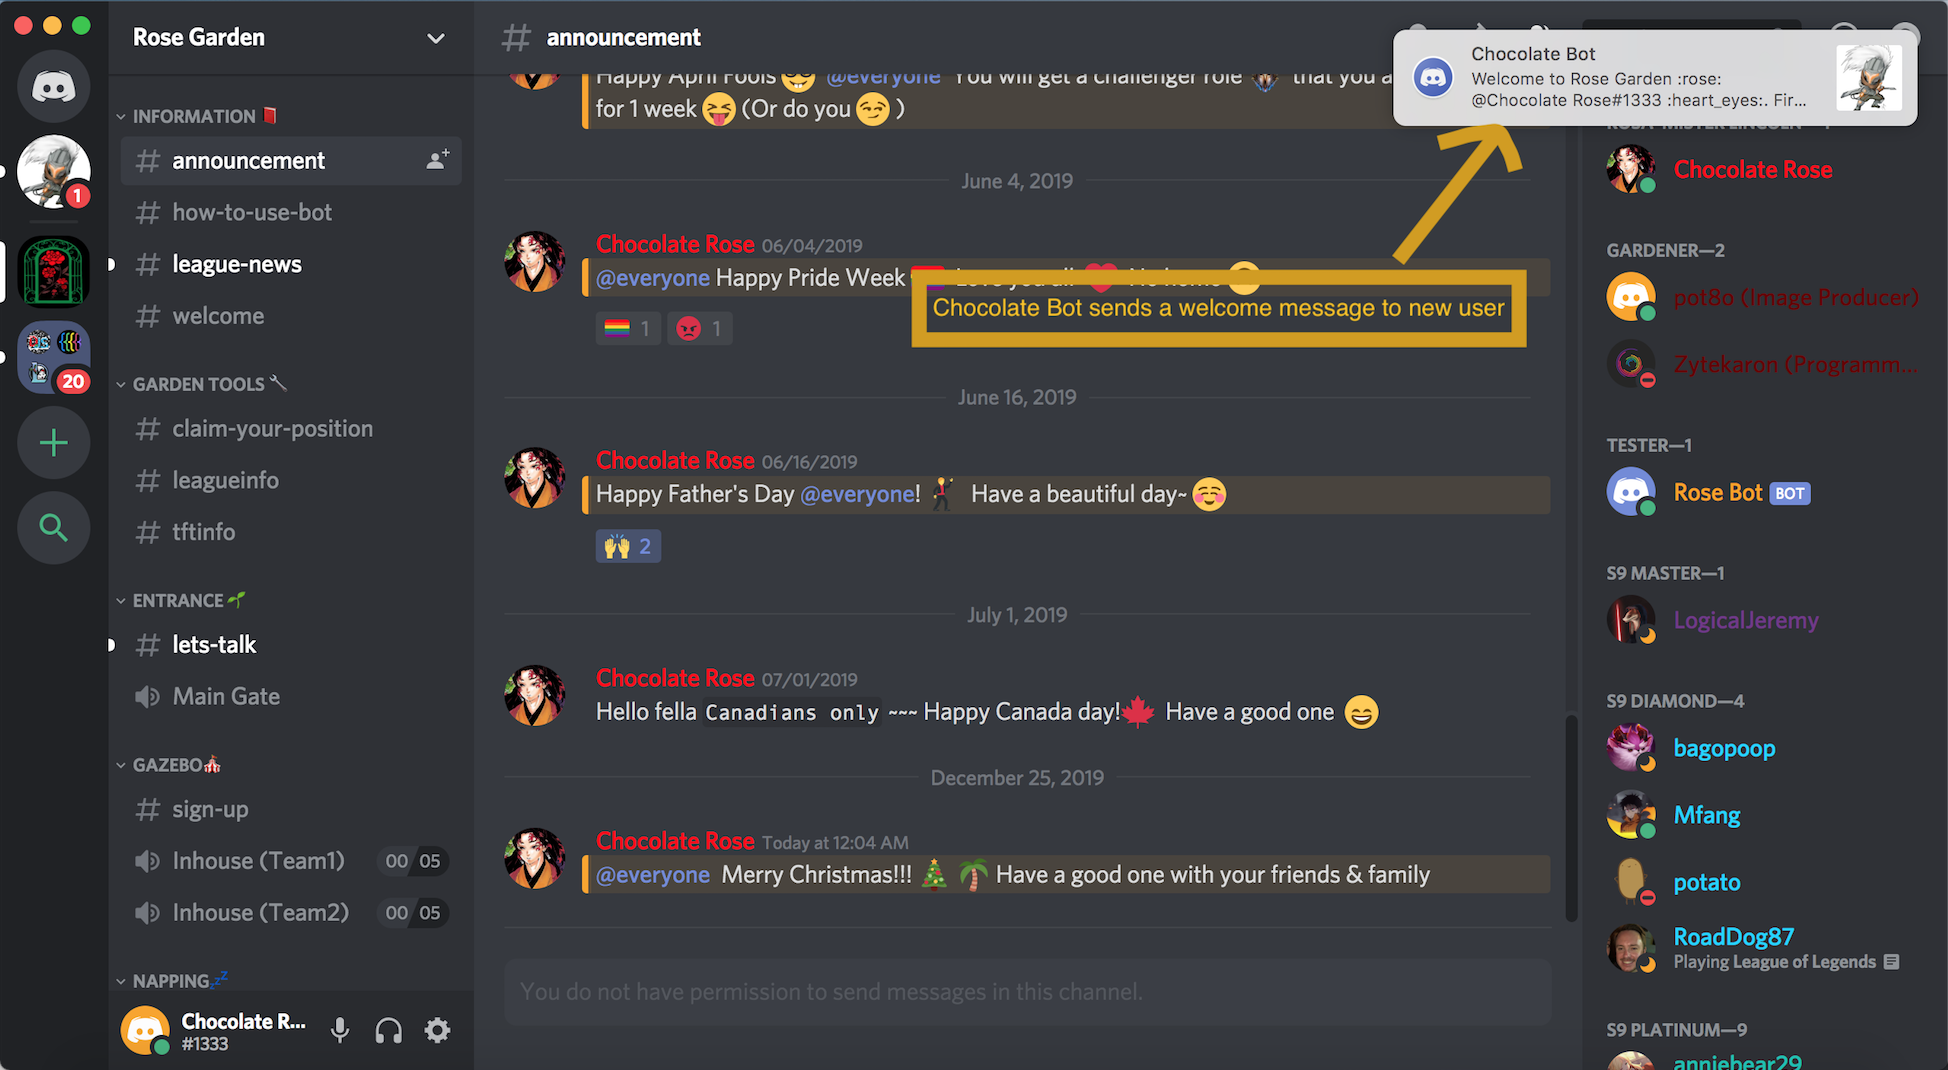 Rose Garden
INFORMATION
announcement
how-to-use-bot
league-news
welcome
GARDEN TOOLS
claim-your-position
leagueinfo
tftinfo
ENTRANCE
lets-talk
Main Gate
GAZEBO
sign-up
Inhouse (Team1) 00 05
Inhouse (Team2) 00 05
NAPPING
Chocolate R...
#1333
1
20
# announcement
Happy April Fools @everyone You will get a challenger role that you a
for 1 week (Or do you )
June 4, 2019
Chocolate Rose 06/04/2019
@everyone Happy Pride Week Love you all
1 1
Chocolate Bot sends a welcome message to new user
June 16, 2019
Chocolate Rose 06/16/2019
Happy Father's Day @everyone! Have a beautiful day~
2
July 1, 2019
Chocolate Rose 07/01/2019
Hello fella Canadians only ~~~ Happy Canada day! Have a good one
December 25, 2019
Chocolate Rose Today at 12:04 AM
@everyone Merry Christmas!!! Have a good one with your friends & family
You do not have permission to send messages in this channel.
Chocolate Bot
Welcome to Rose Garden :rose:
@Chocolate Rose#1333 :heart_eyes:. Fir...
Chocolate Rose
GARDENER—2
pot8o (Image Producer)
Zytekaron (Programm...
TESTER—1
Rose Bot BOT
S9 MASTER—1
LogicalJeremy
S9 DIAMOND—4
bagopoop
Mfang
potato
RoadDog87
Playing League of Legends
S9 PLATINUM—9
anniebear29